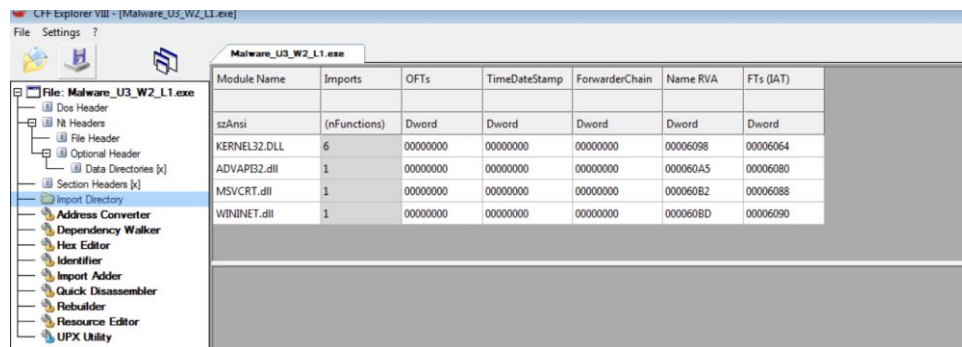 CFF Explorer VIII - [Malware_U3_W2_L1.exe]
File Settings ?
Malware_U3_W2_L1.exe
File: Malware_U3_W2_L1.exe
Dos Header
Nt Headers
File Header
Optional Header
Data Directories [x]
Section Headers [x]
Import Directory
Address Converter
Dependency Walker
Hex Editor
Identifier
Import Adder
Quick Disassembler
Rebuilder
Resource Editor
UPX Utility
Module Name Imports OFTs TimeDateStamp ForwarderChain Name RVA FTs (IAT)
szAnsi (nFunctions) Dword Dword Dword Dword Dword
KERNEL32.DLL 6 00000000 00000000 00000000 00006098 00006064
ADVAPI32.dll 1 00000000 00000000 00000000 000060A5 00006080
MSVCRT.dll 1 00000000 00000000 00000000 000060B2 00006088
WININET.dll 1 00000000 00000000 00000000 000060BD 00006090